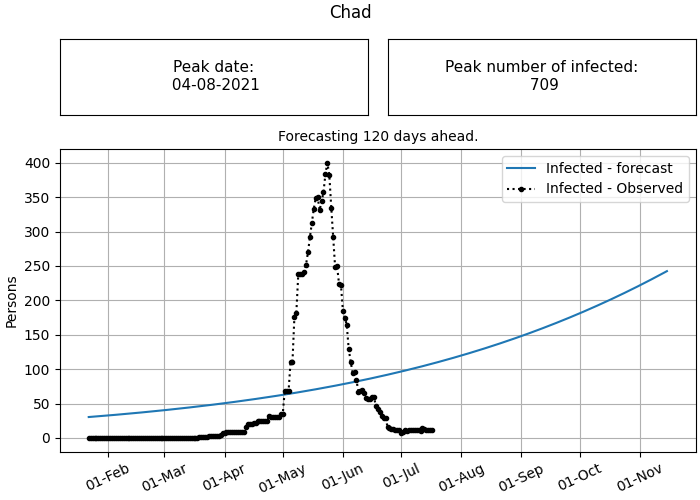 Chad
Peak date:
04-08-2021
Peak number of infected:
709
Forecasting 120 days ahead.
Infected - forecast
Infected - Observed
Persons
400
350
300
250
200
150
100
50
0
01-Feb
01-Mar
01-Apr
01-May
01-Jun
01-Jul
01-Aug
01-Sep
01-Oct
01-Nov